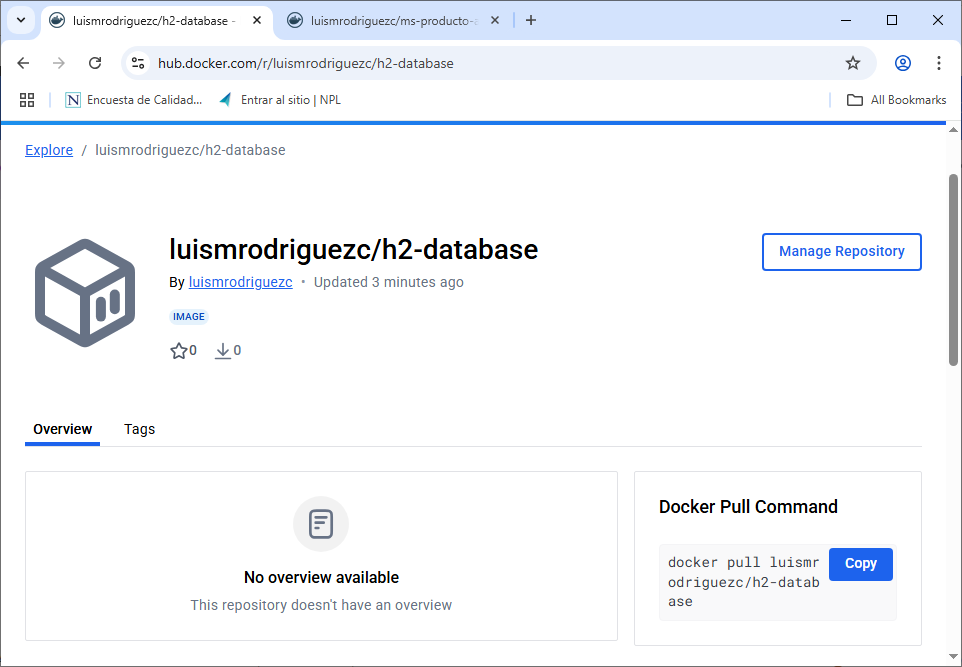 luismrodriguezc/h2-database -
luismrodriguezc/ms-producto-a
hub.docker.com/r/luismrodriguezc/h2-database
Encuesta de Calidad...
Entrar al sitio | NPL
All Bookmarks
Explore / luismrodriguezc/h2-database
luismrodriguezc/h2-database
Manage Repository
By luismrodriguezc • Updated 3 minutes ago
IMAGE
0 0
Overview Tags
No overview available
This repository doesn't have an overview
Docker Pull Command
docker pull luismr
odriguezc/h2-datab
ase
Copy